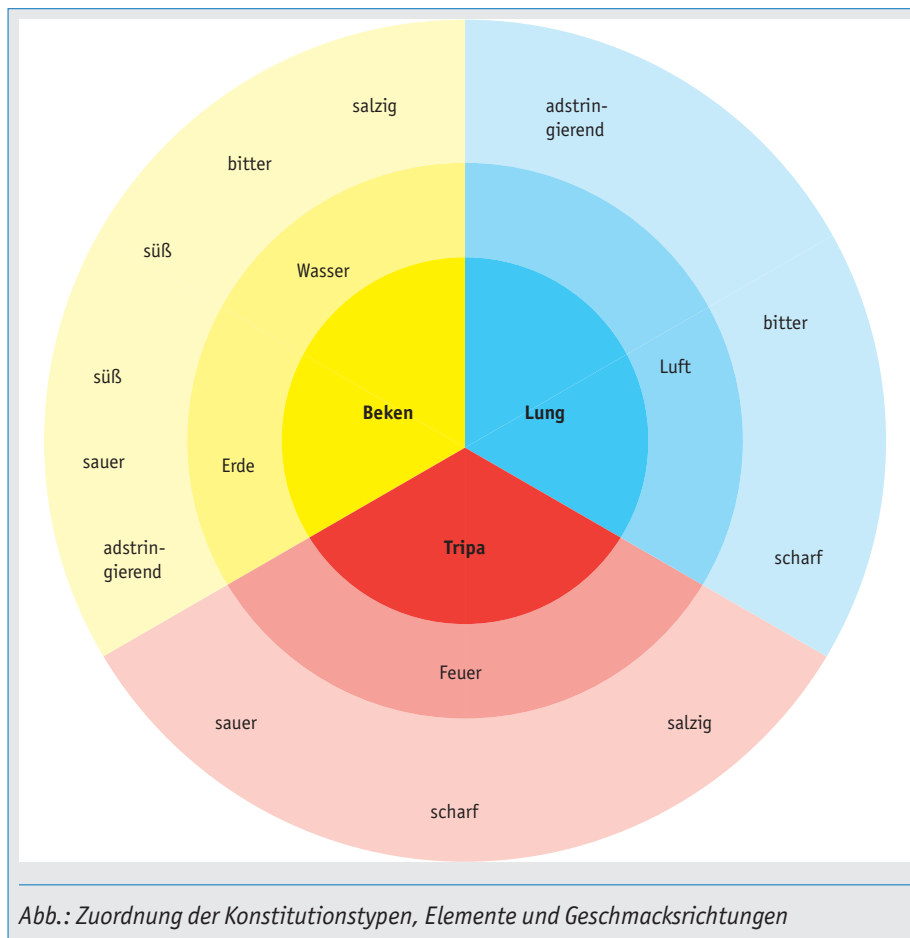 salzig
adstrin-
gierend
bitter
süß
Wasser
bitter
Luft
süß
Beken
Lung
sauer
Erde
adstrin-
gierend
Tripa
scharf
Feuer
sauer
salzig
scharf
Abb.: Zuordnung der Konstitutionstypen, Elemente und Geschmacksrichtungen